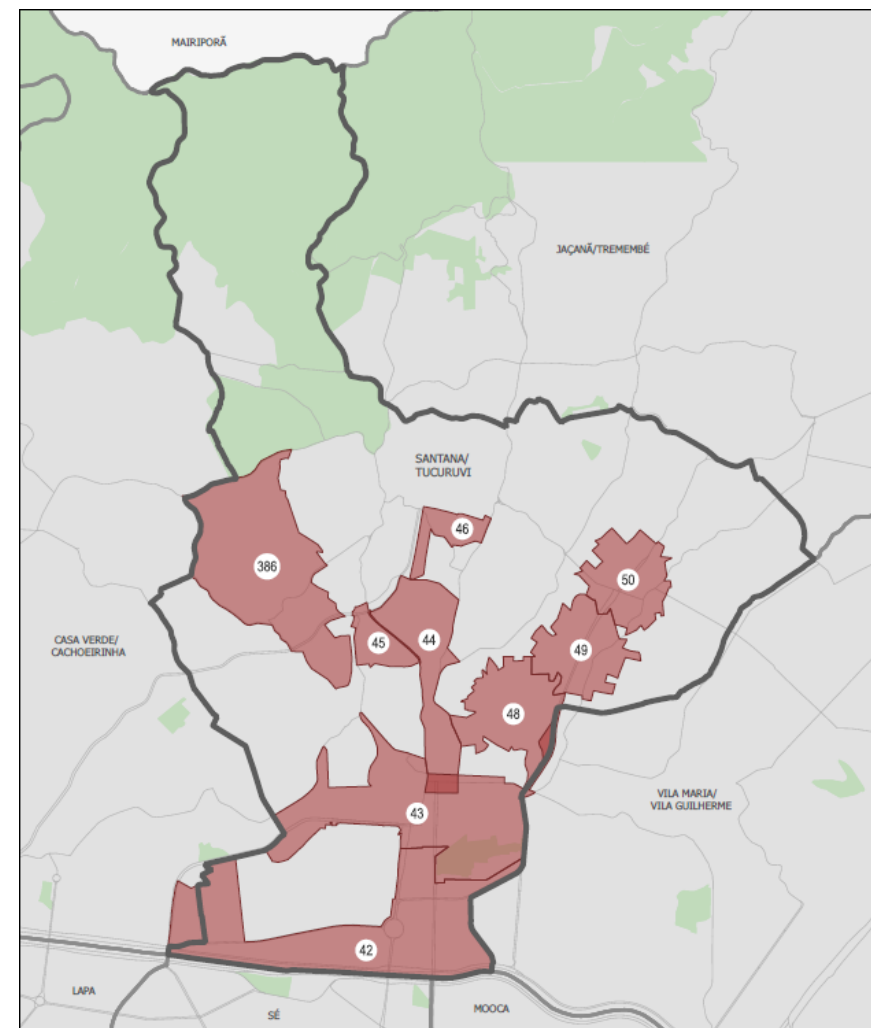 MAIRIPORÃ
JAÇANÃ/TREMEMBÉ
SANTANA/
TUCURUVI
46
386
50
CASA VERDE/
CACHOEIRINHA
45
44
49
48
VILA MARIA/
VILA GUILHERME
43
42
LAPA
SÉ
MOOCA